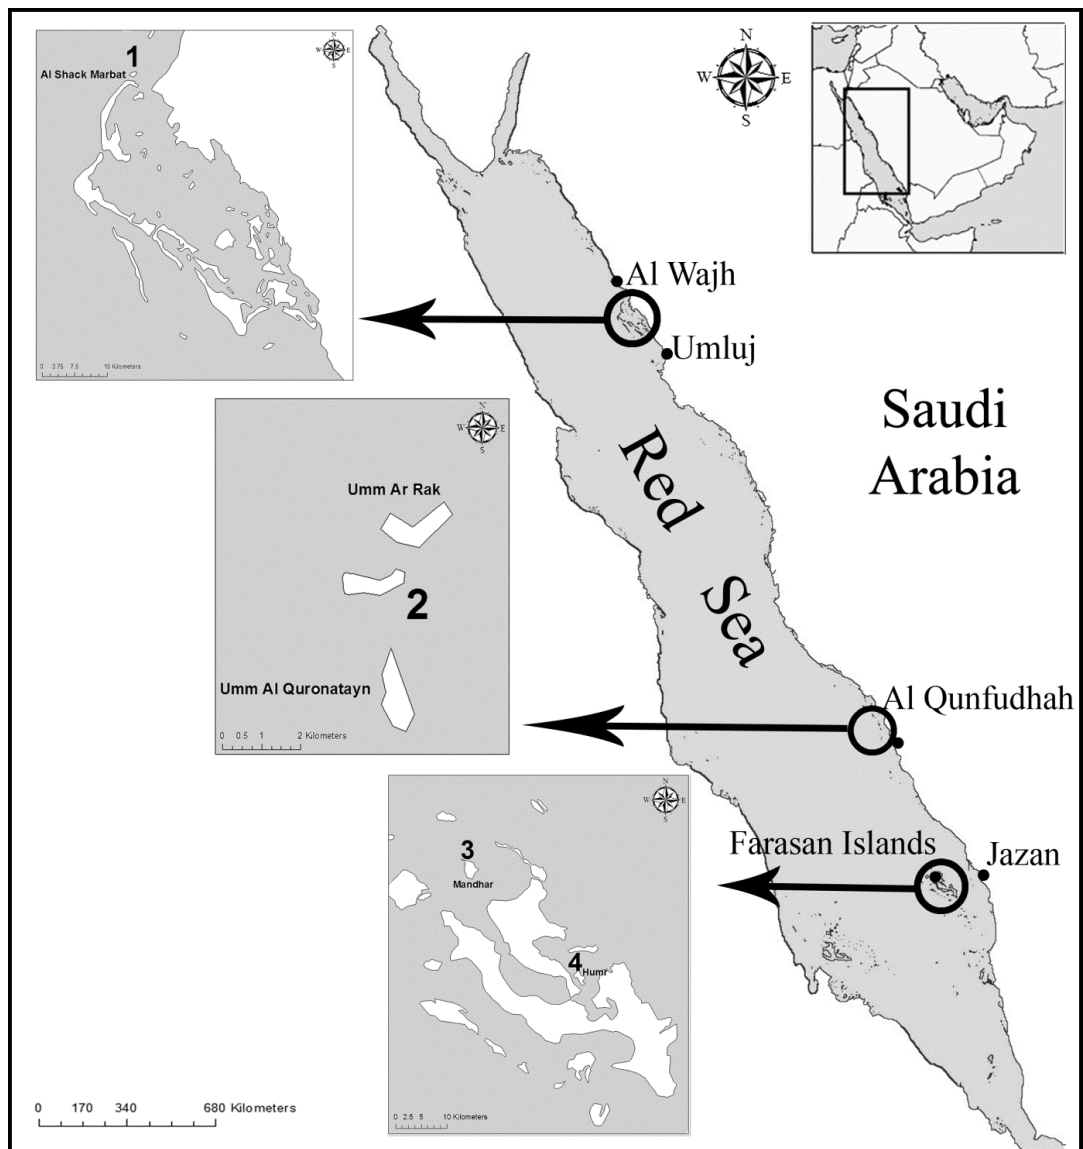 1
Al Shack Marbat
N
W E
S
0 3.75 7.5 15 Kilometers
N
W E
S
Al Wajh
Umluj
Saudi
Arabia
Red
Sea
N
W E
S
Umm Ar Rak
2
Umm Al Quronatayn
0 0.5 1 2 Kilometers
Al Qunfudhah
N
W E
S
3
Mandhar
4
Humr
0 2.5 5 10 Kilometers
Farasan Islands
Jazan
0 170 340 680 Kilometers